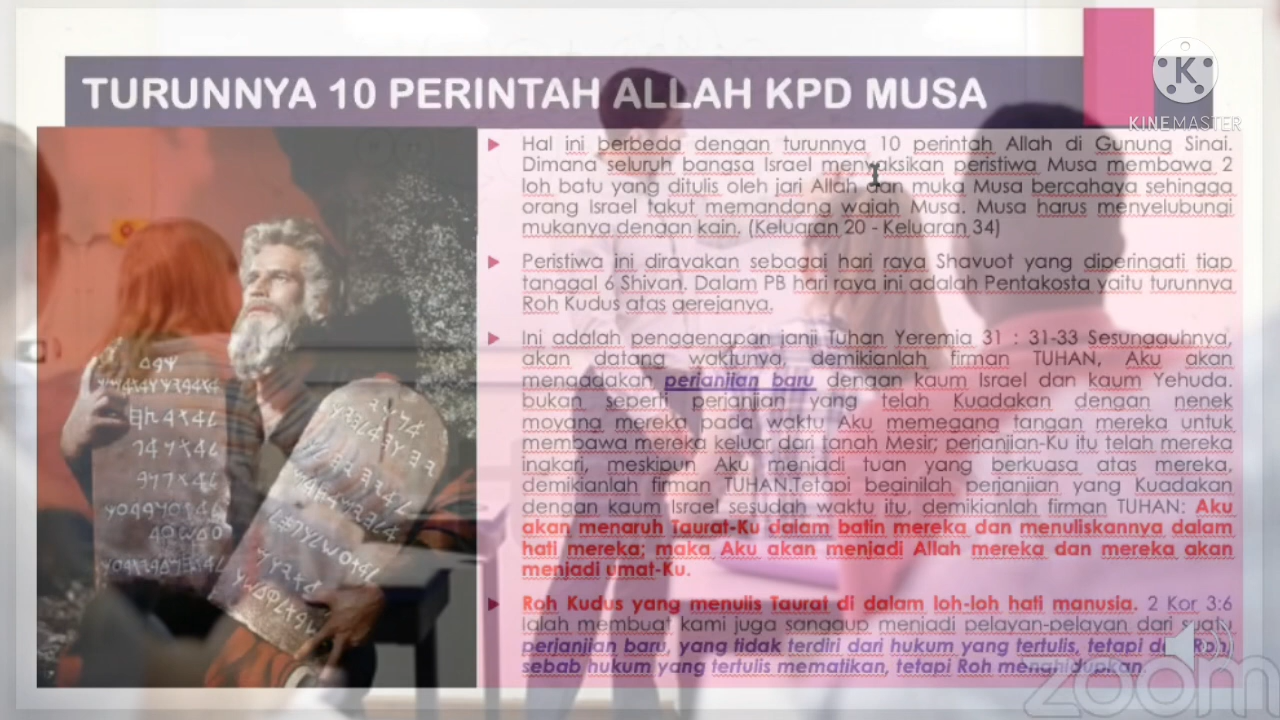 TURUNNYA 10 PERINTAH ALLAH KPD MUSA
KINEMASTER
Hal ini berbeda dengan turunnya 10 perintah Allah di Gunung Sinai.
Dimana seluruh bangsa Israel menyaksikan peristiwa Musa membawa 2
loh batu yang ditulis oleh jari Allah dan muka Musa bercahaya sehingga
orang Israel takut memandang wajah Musa. Musa harus menyelubungi
mukanya dengan kain. (Keluaran 20 - Keluaran 34)
Peristiwa ini dirayakan sebagai hari raya Shavuot yang diperingati tiap
tanggal 6 Shivan. Dalam PB hari raya ini adalah Pentakosta yaitu turunnya
Roh Kudus atas gerejanya.
Ini adalah penggenapan janji Tuhan Yeremia 31 : 31-33 Sesungguhnya,
akan datang waktunya, demikianlah firman TUHAN, Aku akan
mengadakan perjanjian baru dengan kaum Israel dan kaum Yehuda.
bukan seperti perjanjian yang telah Kuadakan dengan nenek
moyang mereka pada waktu Aku memegang tangan mereka untuk
membawa mereka keluar dari tanah Mesir; perjanjian-Ku itu telah mereka
ingkari, meskipun Aku menjadi tuan yang berkuasa atas mereka,
demikianlah firman TUHAN.Tetapi beginilah perjanjian yang Kuadakan
dengan kaum Israel sesudah waktu itu, demikianlah firman TUHAN: Aku
akan menaruh Taurat-Ku dalam batin mereka dan menuliskannya dalam
hati mereka; maka Aku akan menjadi Allah mereka dan mereka akan
menjadi umat-Ku.
Roh Kudus yang menulis Taurat di dalam loh-loh hati manusia. 2 Kor 3:6
ialah membuat kami juga sanggup menjadi pelayan-pelayan dari suatu
perjanjian baru, yang tidak terdiri dari hukum yang tertulis, tetapi dari Roh,
sebab hukum yang tertulis mematikan, tetapi Roh menghidupkan.
zoom